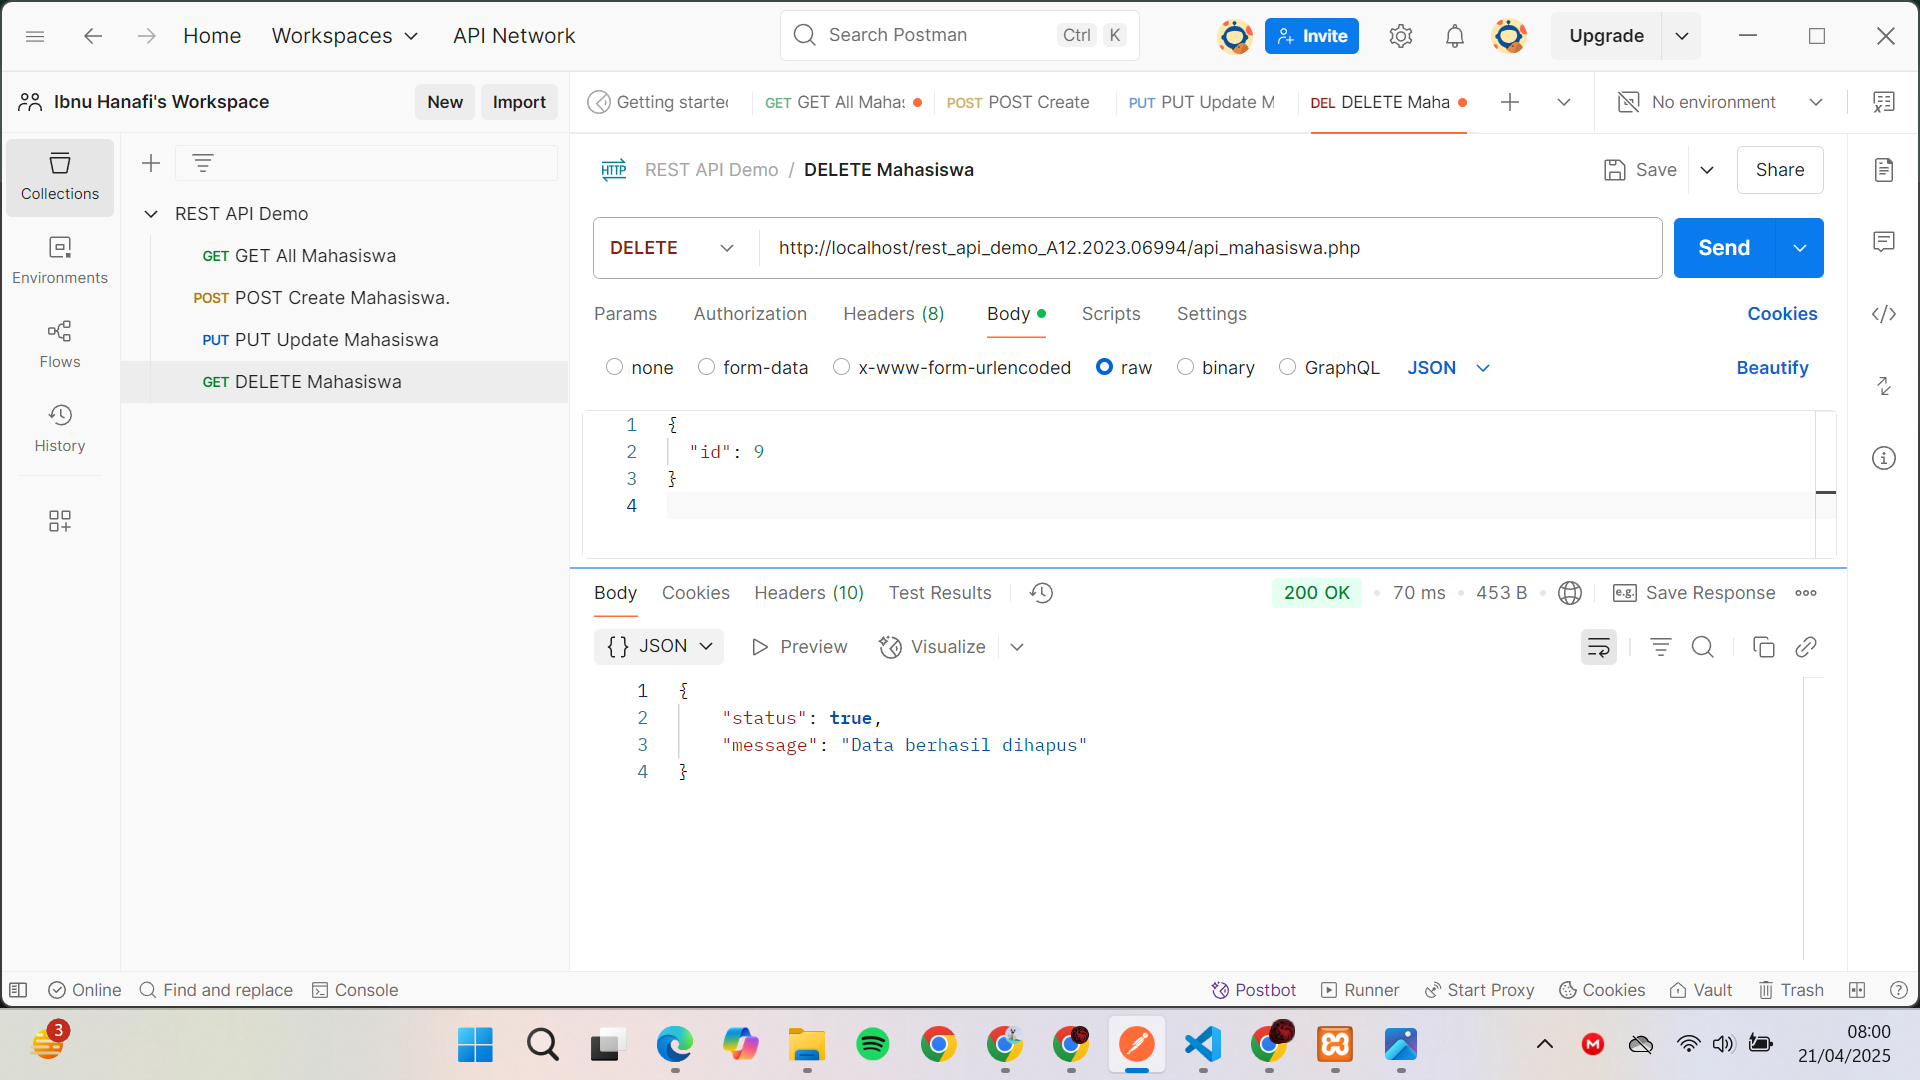 Home
Workspaces
API Network
Search Postman
Ctrl K
Invite
Upgrade
Ibnu Hanafi's Workspace
New
Import
Getting starte
GET GET All Mahas
POST POST Create
PUT PUT Update M
DEL DELETE Maha
No environment
Collections
Environments
Flows
History
REST API Demo
GET GET All Mahasiswa
POST POST Create Mahasiswa.
PUT PUT Update Mahasiswa
GET DELETE Mahasiswa
HTTP
REST API Demo / DELETE Mahasiswa
Save
Share
DELETE
http://localhost/rest_api_demo_A12.2023.06994/api_mahasiswa.php
Send
Params
Authorization
Headers (8)
Body
Scripts
Settings
Cookies
none
form-data
x-www-form-urlencoded
raw
binary
GraphQL
JSON
Beautify
1 {
2 "id": 9
3 }
4
Body
Cookies
Headers (10)
Test Results
200 OK
70 ms
453 B
e.g.
Save Response
{} JSON
Preview
Visualize
1 {
2 "status": true,
3 "message": "Data berhasil dihapus"
4 }
Online
Find and replace
Console
Postbot
Runner
Start Proxy
Cookies
Vault
Trash
3
M
08:00
21/04/2025